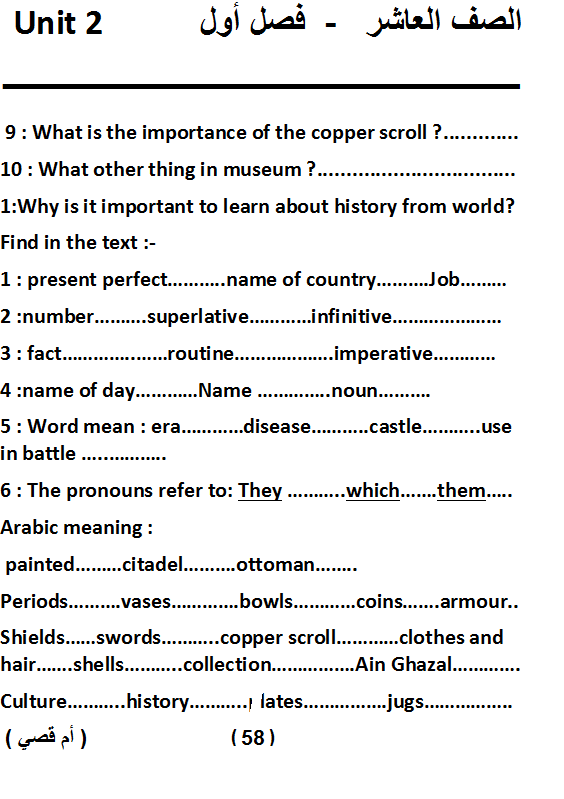 Unit 2 الصف العاشر - فصل أول
9 : What is the importance of the copper scroll ?.............
10 : What other thing in museum ?..................................
1:Why is it important to learn about history from world?
Find in the text :-
1 : present perfect...........name of country..........Job.........
2 :number..........superlative............infinitive.....................
3 : fact....................routine...................imperative............
4 :name of day............Name ..............noun..........
5 : Word mean : era............disease...........castle...........use
in battle ................
6 : The pronouns refer to: They ...........which.......them.....
Arabic meaning :
painted.........citadel..........ottoman........
Periods..........vases.............bowls............coins.......armour..
Shields......swords...........copper scroll............clothes and
hair.......shells...........collection................Ain Ghazal.............
Culture...........history...........plates................jugs.................
( أم قصي ) ( 58 )